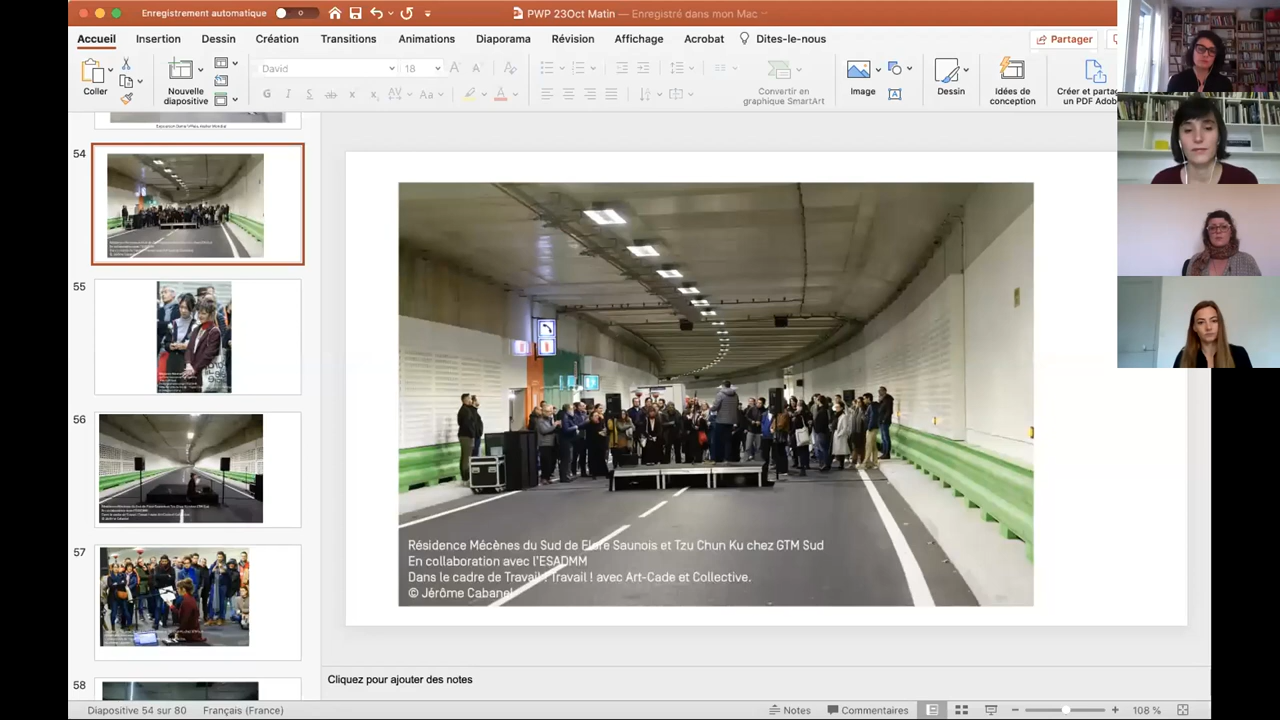 Enregistrement automatique
PWP 23Oct Matin — Enregistré dans mon Mac
Accueil
Insertion
Dessin
Création
Transitions
Animations
Révision
Affichage
Acrobat
Dites-le-nous
Partager
Coller
Nouvelle
diapositive
David
18
G
I
S
Aa
Convertir en
graphique SmartArt
Image
Dessin
Idées de
conception
Créer et partag
un PDF Adob
54
55
56
57
58
Résidence Mécènes du Sud de Flore Saunois et Tzu Chun Ku chez GTM Sud
En collaboration avec l'ESADMM
Dans le cadre de Travail ! Travail ! avec Art-Cade et Collective.
© Jérôme Cabanel
Cliquez pour ajouter des notes
Diapositive 54 sur 80
Français (France)
Notes
Commentaires
108 %